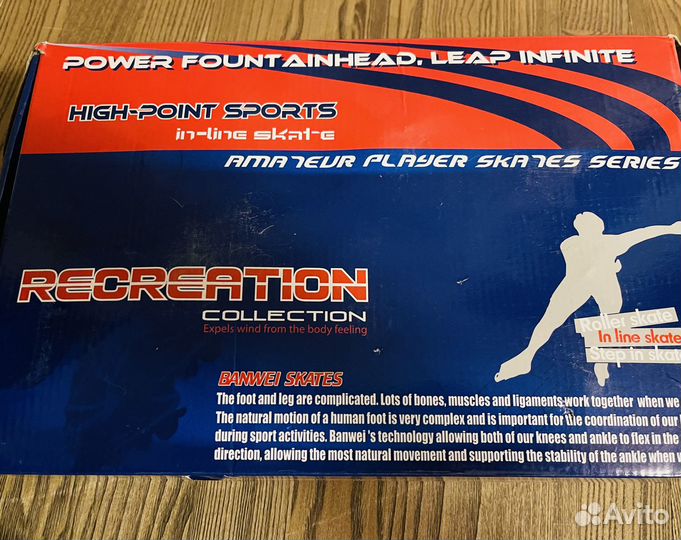 POWER FOUNTAINHEAD, LEAP INFINITE
HIGH-POINT SPORTS
in-line skate
AMATEUR PLAYER SKATES SERIES
RECREATION
COLLECTION
Expels wind from the body feeling
Roller skate
In line skate
Step in skate
BANWEI SKATES
The foot and leg are complicated. Lots of bones, muscles and ligaments work together when we
The natural motion of a human foot is very complex and is important for the coordination of our
during sport activities. Banwei's technology allowing both of our knees and ankle to flex in the
direction, allowing the most natural movement and supporting the stability of the ankle when w
Avito